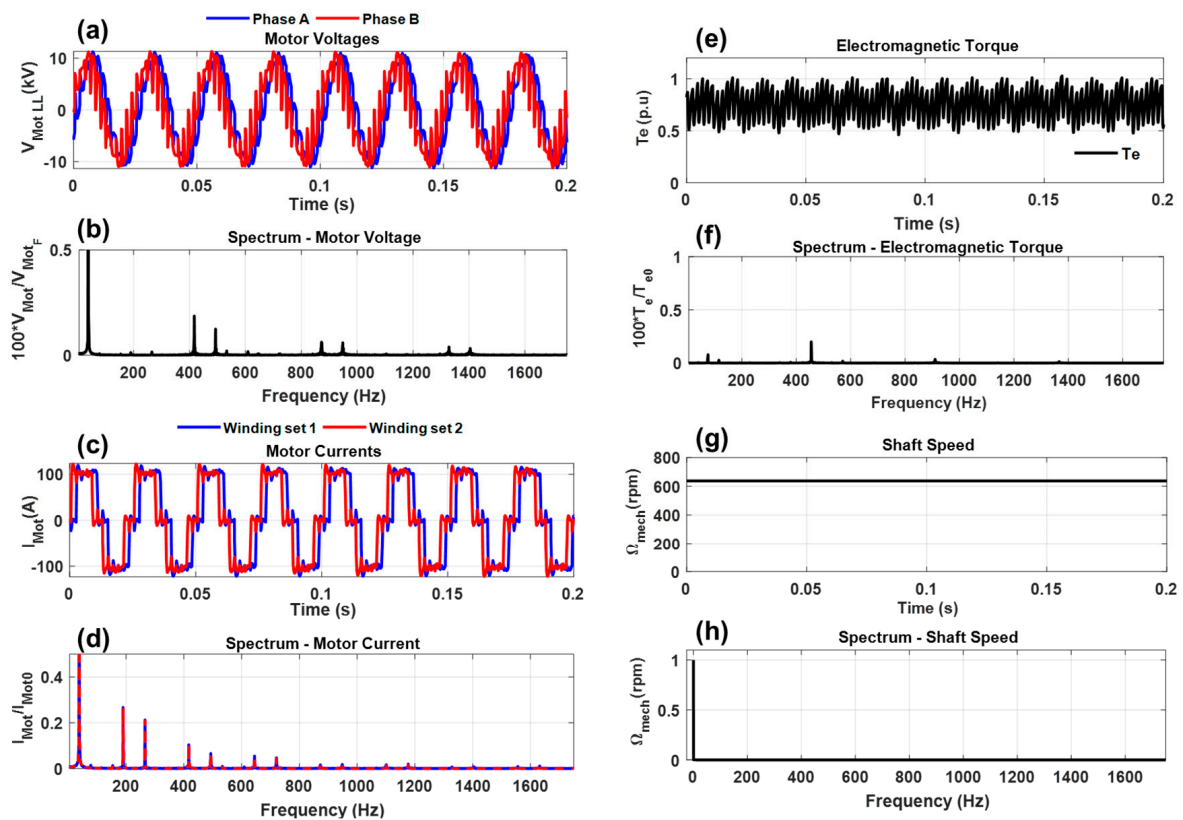 (a)
Phase A Phase B
Motor Voltages
V_Mot LL (kV)
10
0
-10
0 0.05 0.1 0.15 0.2
Time (s)
(b)
Spectrum - Motor Voltage
100*V_Mot/V_Mot_F
0.5
0
200 400 600 800 1000 1200 1400 1600
Frequency (Hz)
Winding set 1 Winding set 2
(c)
Motor Currents
I_Mot(A)
100
0
-100
0 0.05 0.1 0.15 0.2
Time (s)
(d)
Spectrum - Motor Current
I_Mot/I_Mot0
0.4
0.2
0
200 400 600 800 1000 1200 1400 1600
Frequency (Hz)
(e)
Electromagnetic Torque
Te (p.u)
1
0.5
0
Te
0 0.05 0.1 0.15 0.2
Time (s)
(f)
Spectrum - Electromagnetic Torque
100*T_e/T_e0
1
0.5
0
200 400 600 800 1000 1200 1400 1600
Frequency (Hz)
(g)
Shaft Speed
Ω_mech(rpm)
800
600
400
200
0
0 0.05 0.1 0.15 0.2
Time (s)
(h)
Spectrum - Shaft Speed
Ω_mech(rpm)
1
0.5
0
0 200 400 600 800 1000 1200 1400 1600
Frequency (Hz)